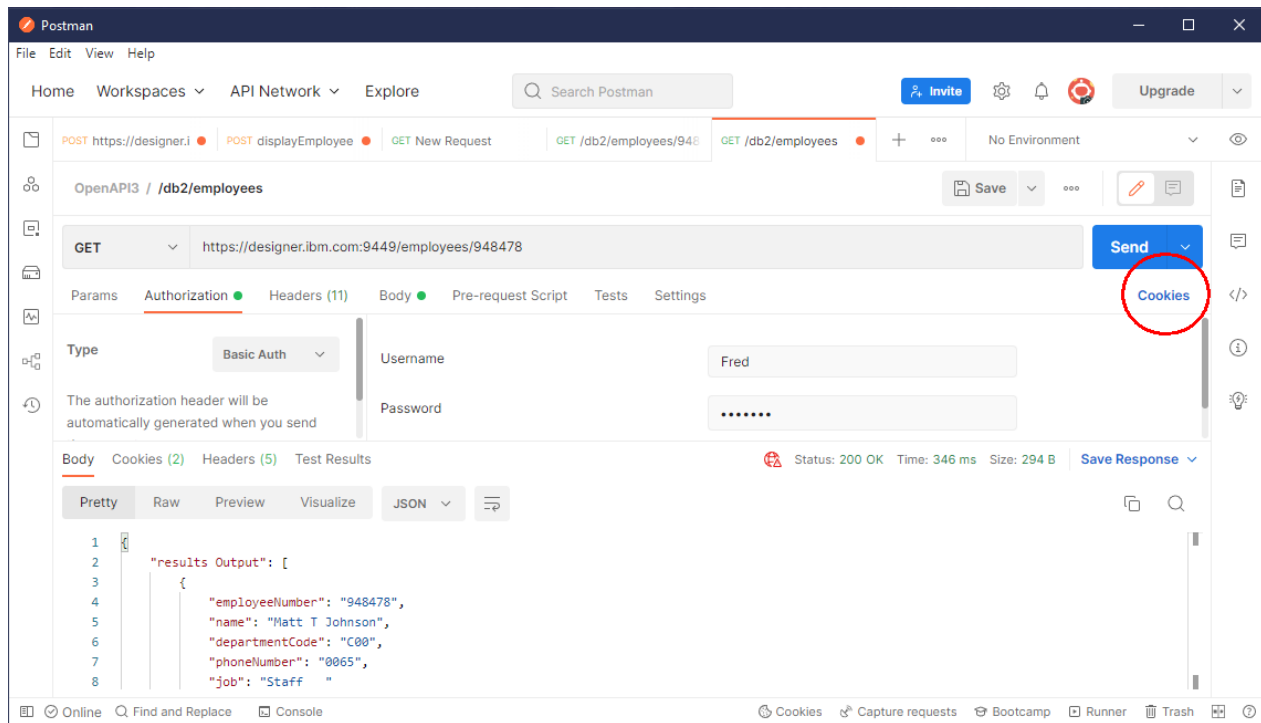 Postman
File Edit View Help
Home Workspaces API Network Explore Search Postman Invite Upgrade
POST https://designer.i POST displayEmployee GET New Request GET /db2/employees/948 GET /db2/employees No Environment
OpenAPI3 / /db2/employees Save
GET https://designer.ibm.com:9449/employees/948478 Send
Params Authorization Headers (11) Body Pre-request Script Tests Settings Cookies
Type Basic Auth Username Fred
The authorization header will be
automatically generated when you send
Password •••••••
Body Cookies (2) Headers (5) Test Results Status: 200 OK Time: 346 ms Size: 294 B Save Response
Pretty Raw Preview Visualize JSON
1 {
2 "results Output": [
3 {
4 "employeeNumber": "948478",
5 "name": "Matt T Johnson",
6 "departmentCode": "C00",
7 "phoneNumber": "0065",
8 "job": "Staff   "
Online Find and Replace Console Cookies Capture requests Bootcamp Runner Trash